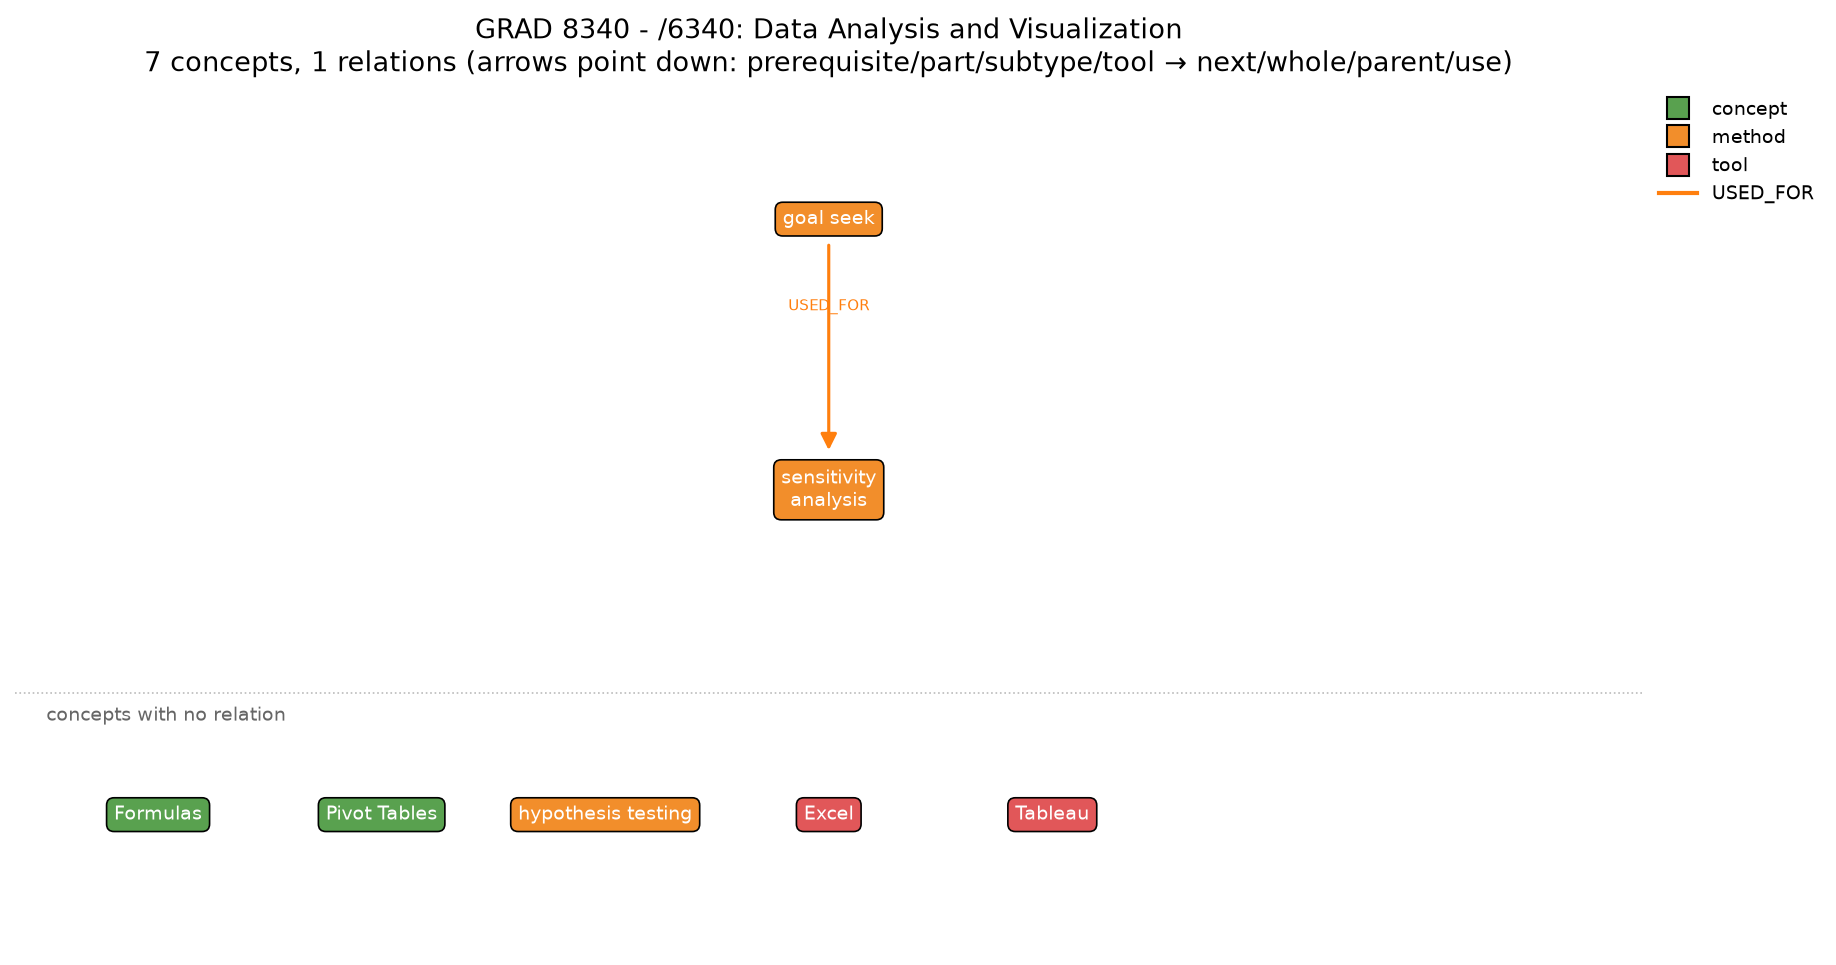 GRAD 8340 - /6340: Data Analysis and Visualization
7 concepts, 1 relations (arrows point down: prerequisite/part/subtype/tool → next/whole/parent/use)
concept
method
tool
USED_FOR
goal seek
USED_FOR
sensitivity
analysis
concepts with no relation
Formulas
Pivot Tables
hypothesis testing
Excel
Tableau